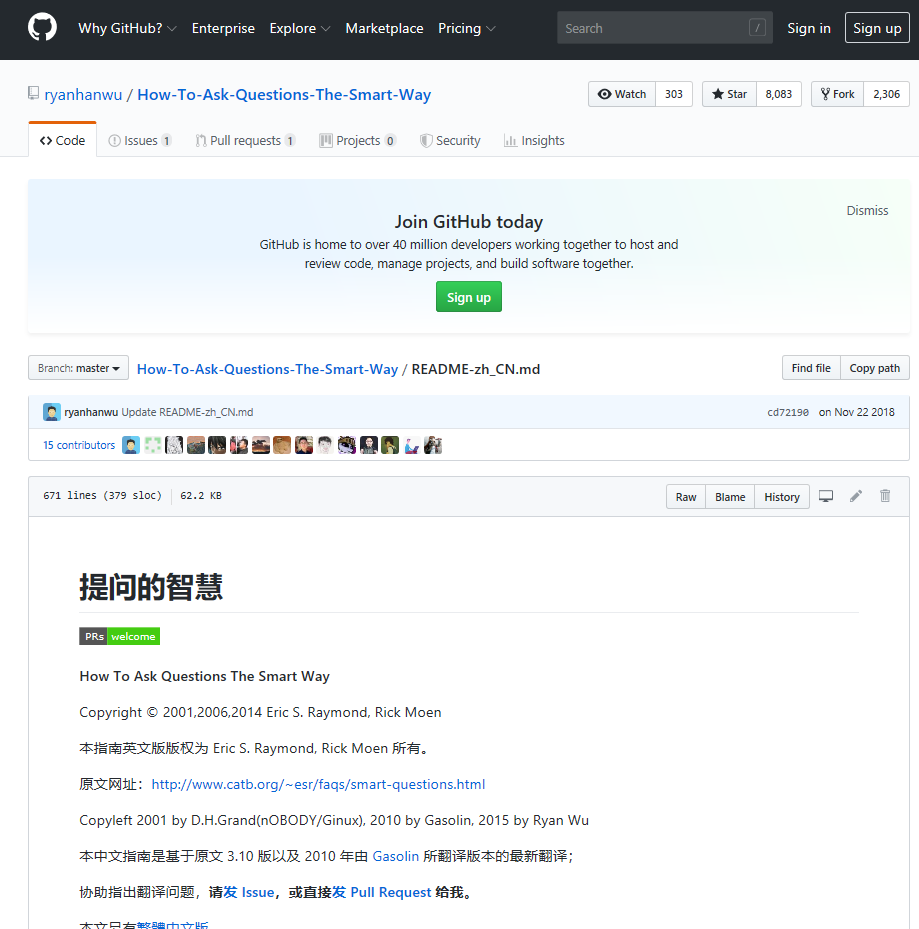 Why GitHub? Enterprise Explore Marketplace Pricing Search / Sign in Sign up
ryanhanwu / How-To-Ask-Questions-The-Smart-Way Watch 303 Star 8,083 Fork 2,306
Code Issues 1 Pull requests 1 Projects 0 Security Insights
Dismiss
Join GitHub today
GitHub is home to over 40 million developers working together to host and
review code, manage projects, and build software together.
Sign up
Branch: master How-To-Ask-Questions-The-Smart-Way / README-zh_CN.md Find file Copy path
ryanhanwu Update README-zh_CN.md cd72190 on Nov 22 2018
15 contributors
671 lines (379 sloc) 62.2 KB Raw Blame History
提问的智慧
PRs welcome
How To Ask Questions The Smart Way
Copyright © 2001,2006,2014 Eric S. Raymond, Rick Moen
本指南英文版版权为 Eric S. Raymond, Rick Moen 所有。
原文网址：http://www.catb.org/~esr/faqs/smart-questions.html
Copyleft 2001 by D.H.Grand(nOBODY/Ginux), 2010 by Gasolin, 2015 by Ryan Wu
本中文指南是基于原文 3.10 版以及 2010 年由 Gasolin 所翻译版本的最新翻译；
协助指出翻译问题，请发 Issue，或直接发 Pull Request 给我。
本文另有繁體中文版